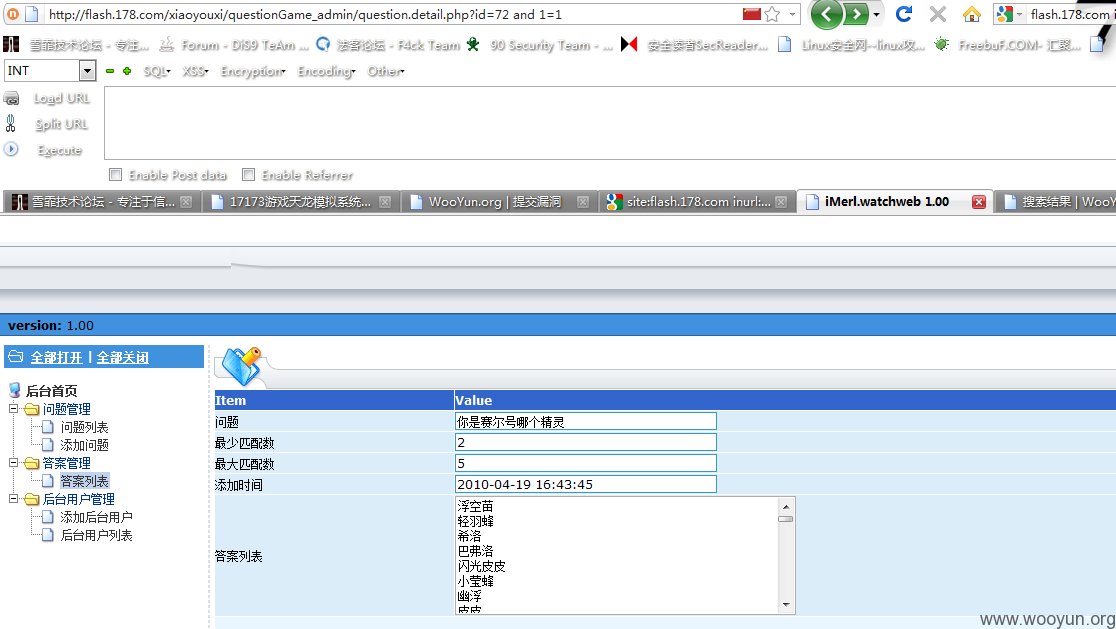 http://flash.178.com/xiaoyouxi/questionGame_admin/question.detail.php?id=72 and 1=1
flash.178.com i
雪菲技术论坛 - 专注... Forum - DiS9 TeAm ... 法客论坛 - F4ck Team 90 Security Team - ... 安全读者SecReader... Linux安全网--linux攻... FreebuF.COM- 汇聚...
INT SQL XSS Encryption Encoding Other
Load URL
Split URL
Execute
Enable Post data Enable Referrer
雪菲技术论坛 - 专注于信... 17173游戏天龙模拟系统... WooYun.org | 提交漏洞 site:flash.178.com inurl:... iMerl.watchweb 1.00 搜索结果 | WooY
version: 1.00
全部打开 | 全部关闭
后台首页
问题管理
问题列表
添加问题
答案管理
答案列表
后台用户管理
添加后台用户
后台用户列表
Item Value
问题 你是赛尔号哪个精灵
最少匹配数 2
最大匹配数 5
添加时间 2010-04-19 16:43:45
答案列表
浮空苗
轻羽蜂
希洛
巴弗洛
闪光皮皮
小莹蜂
幽浮
皮皮
www.wooyun.org